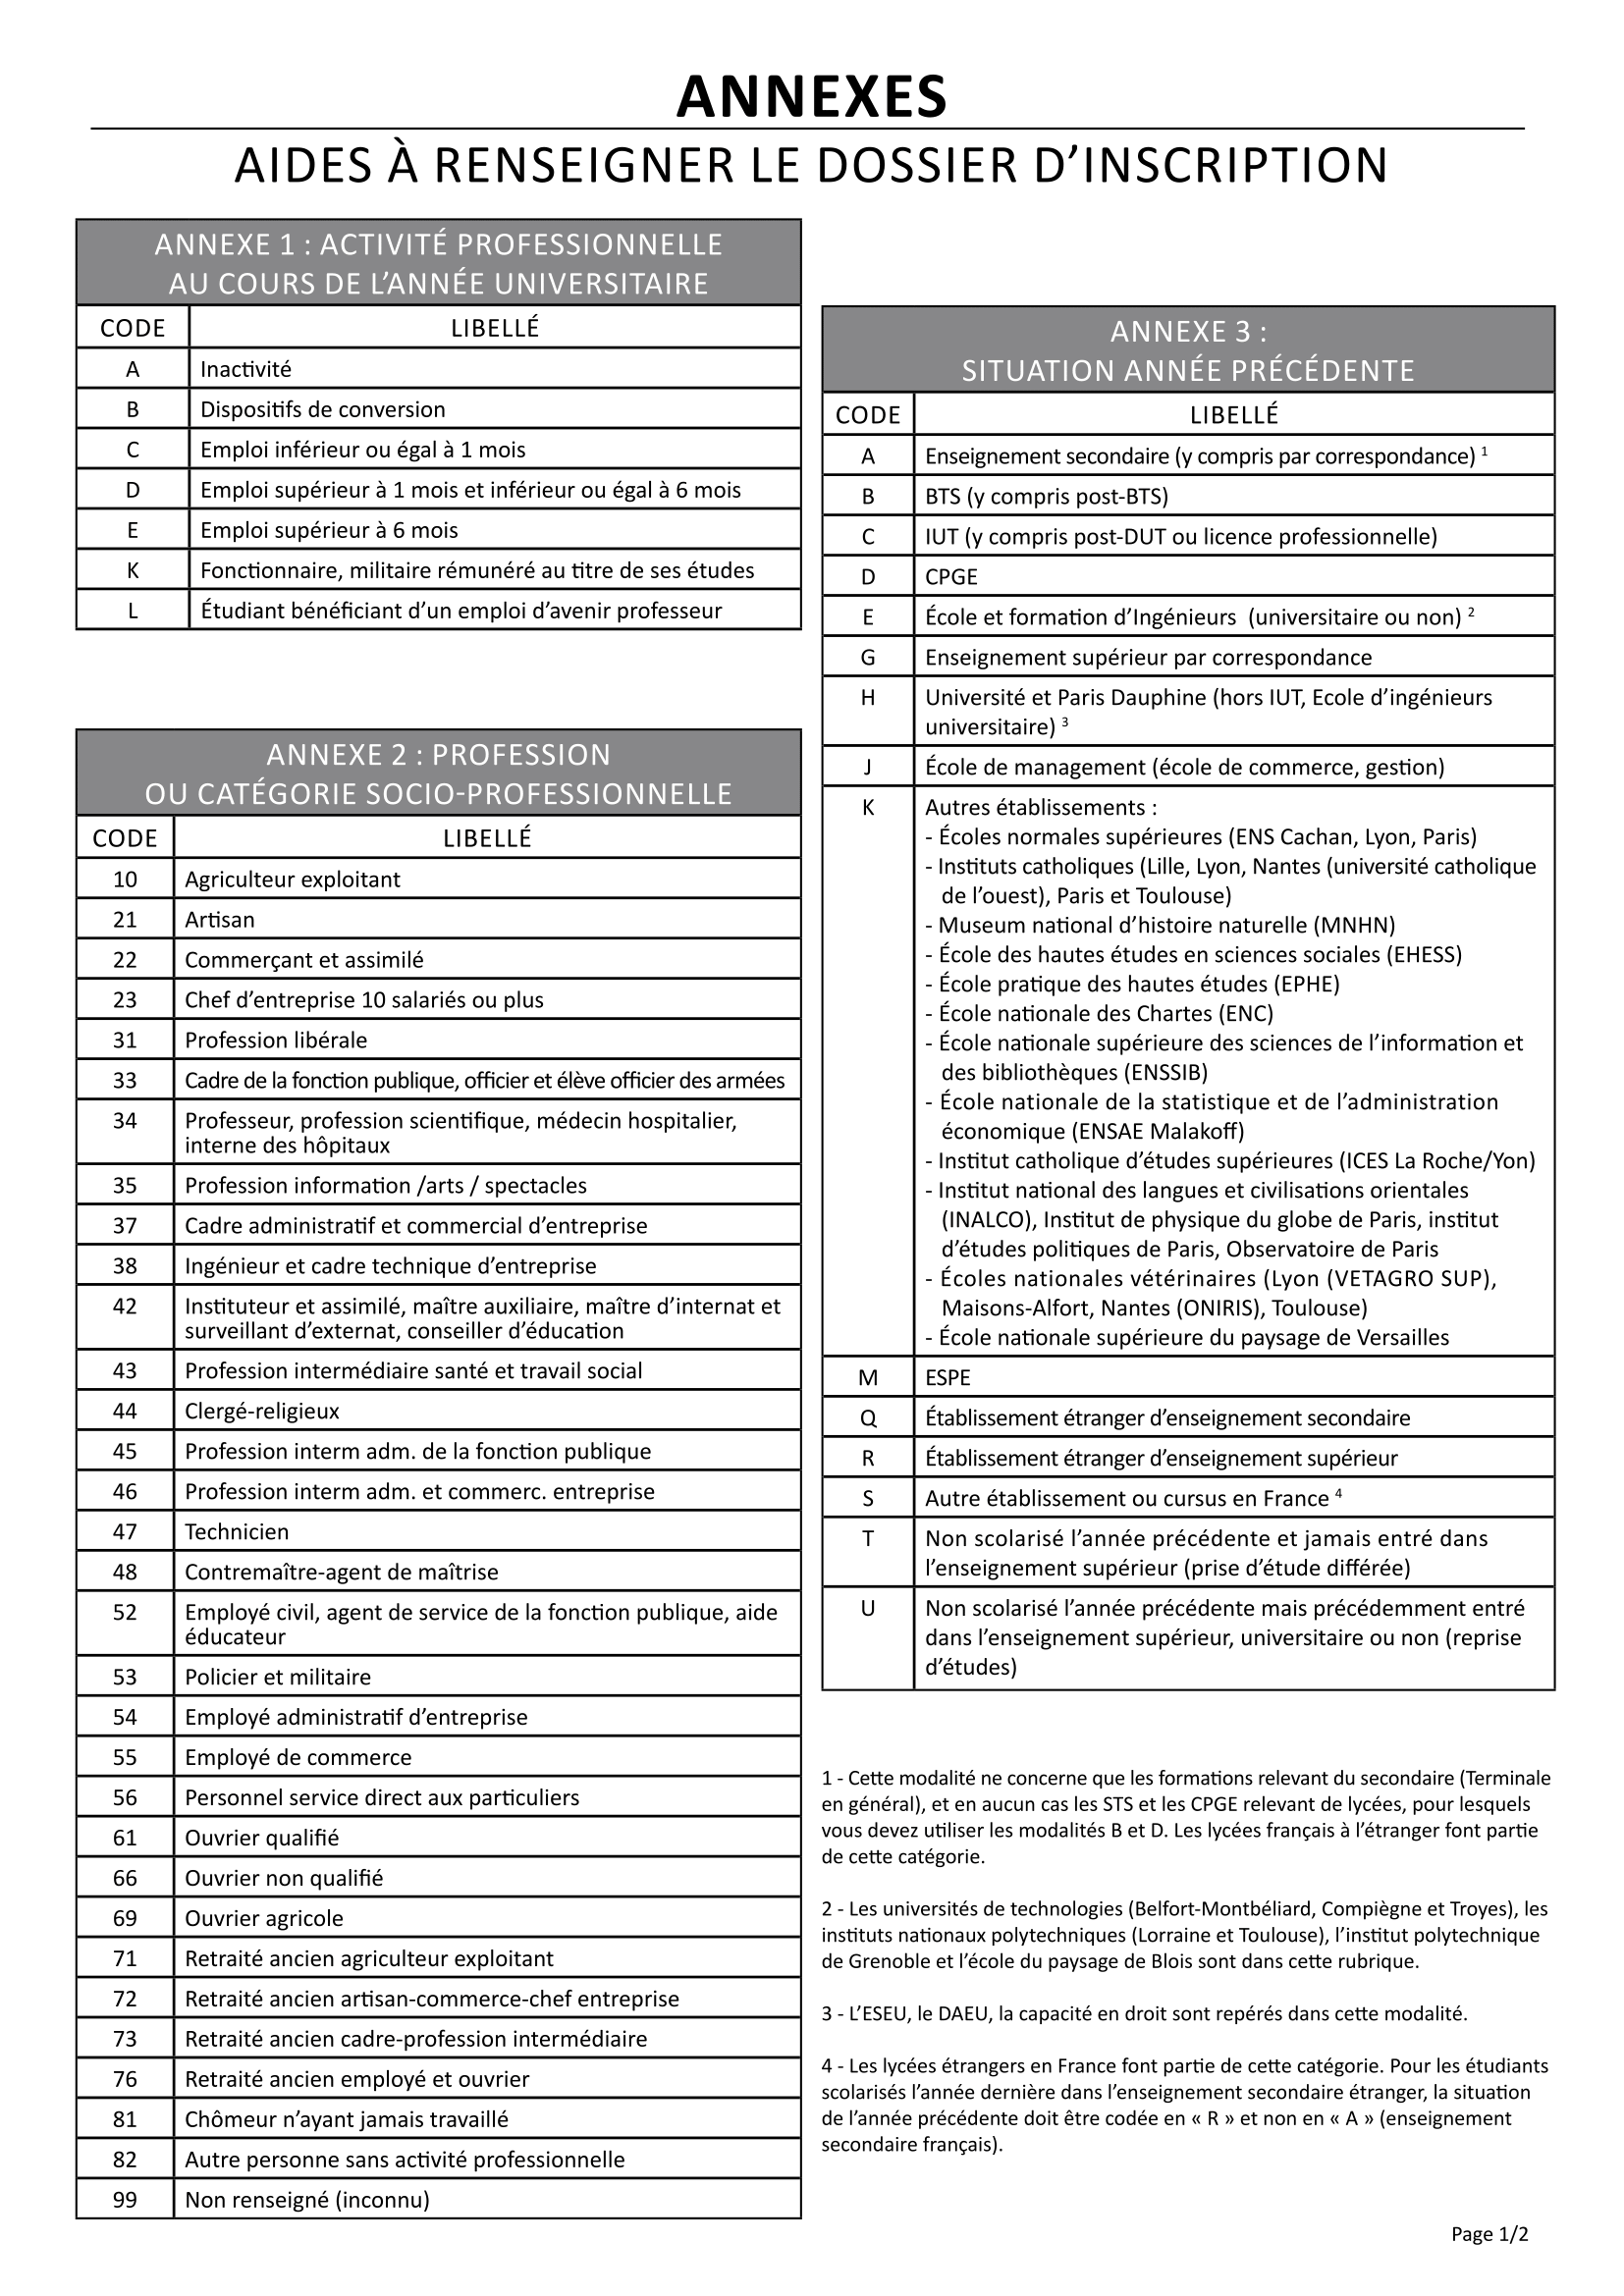 ANNEXES
AIDES À RENSEIGNER LE DOSSIER D’INSCRIPTION
ANNEXE 1 : ACTIVITÉ PROFESSIONNELLE
AU COURS DE L’ANNÉE UNIVERSITAIRE
CODE LIBELLÉ
A Inactivité
B Dispositifs de conversion
C Emploi inférieur ou égal à 1 mois
D Emploi supérieur à 1 mois et inférieur ou égal à 6 mois
E Emploi supérieur à 6 mois
K Fonctionnaire, militaire rémunéré au titre de ses études
L Étudiant bénéficiant d’un emploi d’avenir professeur
ANNEXE 2 : PROFESSION
OU CATÉGORIE SOCIO-PROFESSIONNELLE
CODE LIBELLÉ
10 Agriculteur exploitant
21 Artisan
22 Commerçant et assimilé
23 Chef d’entreprise 10 salariés ou plus
31 Profession libérale
33 Cadre de la fonction publique, officier et élève officier des armées
34 Professeur, profession scientifique, médecin hospitalier,
interne des hôpitaux
35 Profession information /arts / spectacles
37 Cadre administratif et commercial d’entreprise
38 Ingénieur et cadre technique d’entreprise
42 Instituteur et assimilé, maître auxiliaire, maître d’internat et
surveillant d’externat, conseiller d’éducation
43 Profession intermédiaire santé et travail social
44 Clergé-religieux
45 Profession interm adm. de la fonction publique
46 Profession interm adm. et commerc. entreprise
47 Technicien
48 Contremaître-agent de maîtrise
52 Employé civil, agent de service de la fonction publique, aide
éducateur
53 Policier et militaire
54 Employé administratif d’entreprise
55 Employé de commerce
56 Personnel service direct aux particuliers
61 Ouvrier qualifié
66 Ouvrier non qualifié
69 Ouvrier agricole
71 Retraité ancien agriculteur exploitant
72 Retraité ancien artisan-commerce-chef entreprise
73 Retraité ancien cadre-profession intermédiaire
76 Retraité ancien employé et ouvrier
81 Chômeur n’ayant jamais travaillé
82 Autre personne sans activité professionnelle
99 Non renseigné (inconnu)
ANNEXE 3 :
SITUATION ANNÉE PRÉCÉDENTE
CODE LIBELLÉ
A Enseignement secondaire (y compris par correspondance) 1
B BTS (y compris post-BTS)
C IUT (y compris post-DUT ou licence professionnelle)
D CPGE
E École et formation d’Ingénieurs (universitaire ou non) 2
G Enseignement supérieur par correspondance
H Université et Paris Dauphine (hors IUT, Ecole d’ingénieurs
universitaire) 3
J École de management (école de commerce, gestion)
K Autres établissements :
- Écoles normales supérieures (ENS Cachan, Lyon, Paris)
- Instituts catholiques (Lille, Lyon, Nantes (université catholique
de l’ouest), Paris et Toulouse)
- Museum national d’histoire naturelle (MNHN)
- École des hautes études en sciences sociales (EHESS)
- École pratique des hautes études (EPHE)
- École nationale des Chartes (ENC)
- École nationale supérieure des sciences de l’information et
des bibliothèques (ENSSIB)
- École nationale de la statistique et de l’administration
économique (ENSAE Malakoff)
- Institut catholique d’études supérieures (ICES La Roche/Yon)
- Institut national des langues et civilisations orientales
(INALCO), Institut de physique du globe de Paris, institut
d’études politiques de Paris, Observatoire de Paris
- Écoles nationales vétérinaires (Lyon (VETAGRO SUP),
Maisons-Alfort, Nantes (ONIRIS), Toulouse)
- École nationale supérieure du paysage de Versailles
M ESPE
Q Établissement étranger d’enseignement secondaire
R Établissement étranger d’enseignement supérieur
S Autre établissement ou cursus en France 4
T Non scolarisé l’année précédente et jamais entré dans
l’enseignement supérieur (prise d’étude différée)
U Non scolarisé l’année précédente mais précédemment entré
dans l’enseignement supérieur, universitaire ou non (reprise
d’études)
1 - Cette modalité ne concerne que les formations relevant du secondaire (Terminale
en général), et en aucun cas les STS et les CPGE relevant de lycées, pour lesquels
vous devez utiliser les modalités B et D. Les lycées français à l’étranger font partie
de cette catégorie.
2 - Les universités de technologies (Belfort-Montbéliard, Compiègne et Troyes), les
instituts nationaux polytechniques (Lorraine et Toulouse), l’institut polytechnique
de Grenoble et l’école du paysage de Blois sont dans cette rubrique.
3 - L’ESEU, le DAEU, la capacité en droit sont repérés dans cette modalité.
4 - Les lycées étrangers en France font partie de cette catégorie. Pour les étudiants
scolarisés l’année dernière dans l’enseignement secondaire étranger, la situation
de l’année précédente doit être codée en « R » et non en « A » (enseignement
secondaire français).
Page 1/2